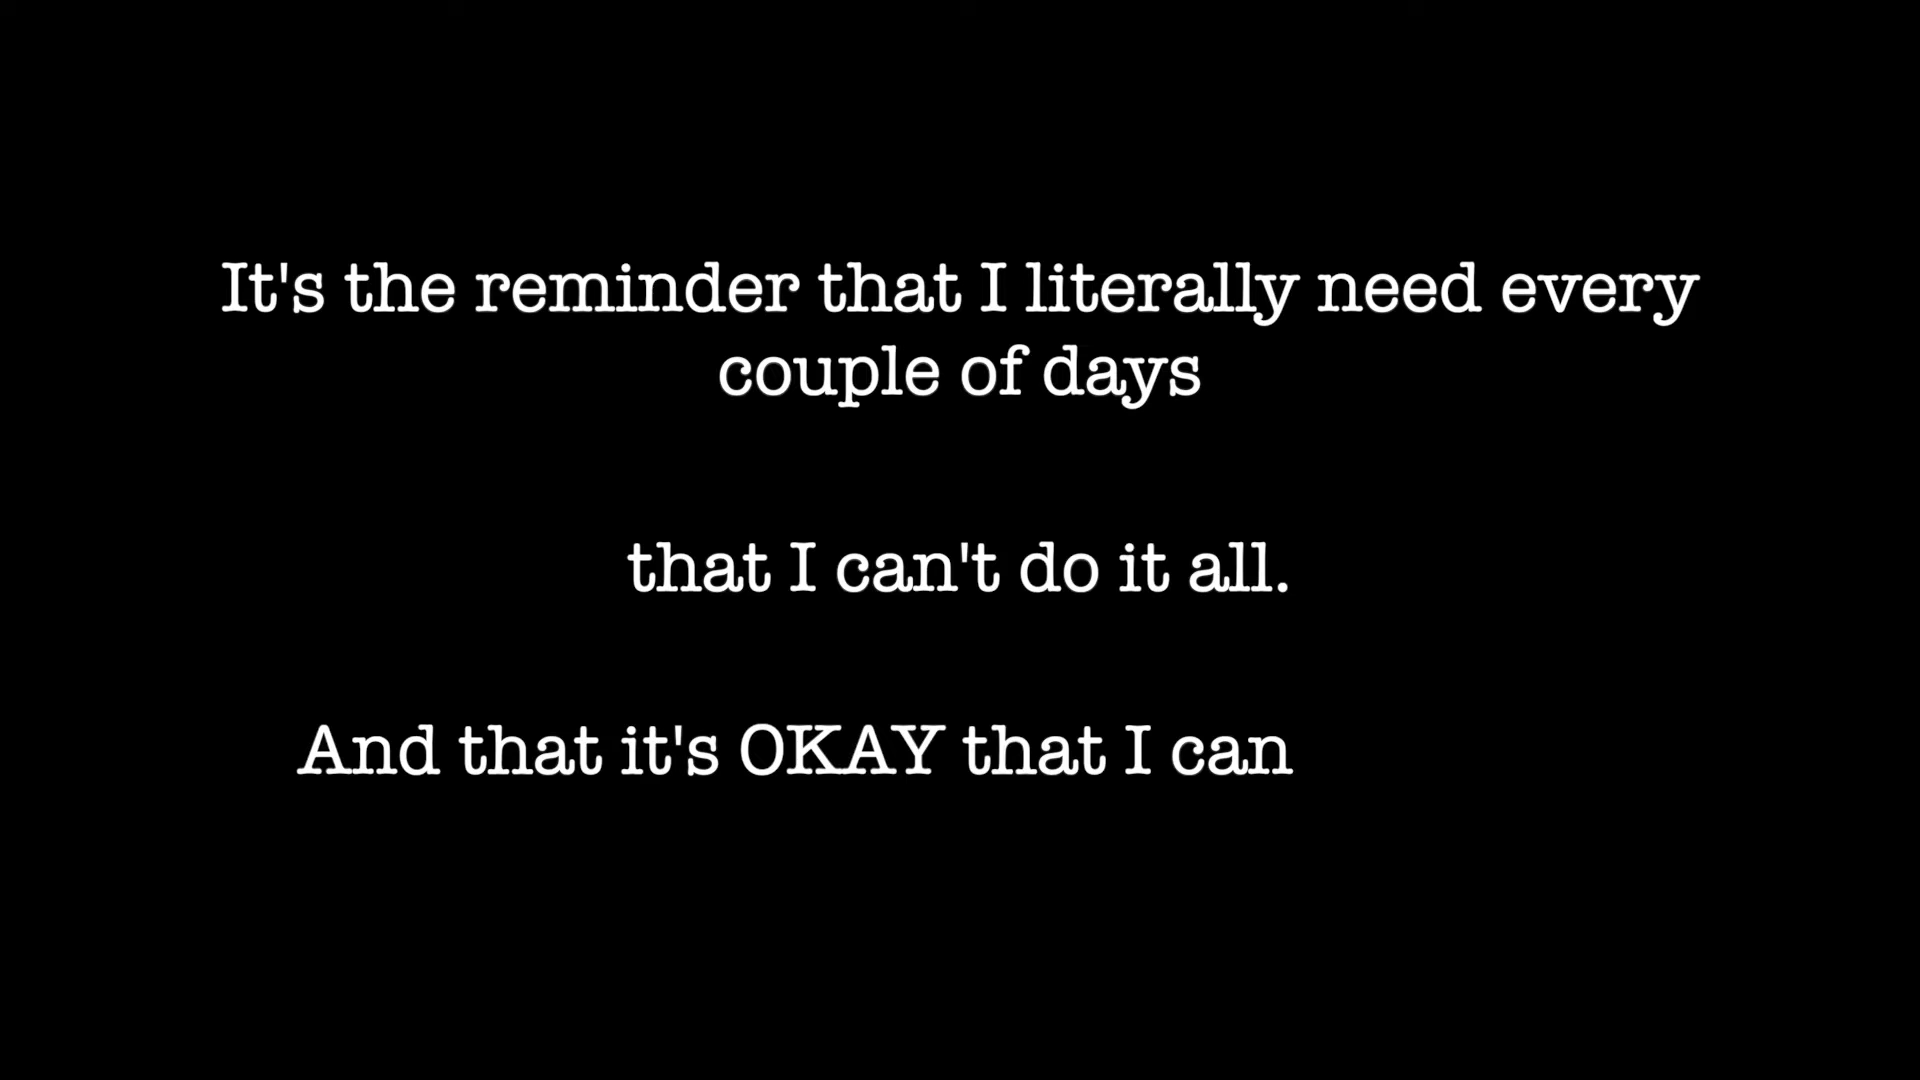 It's the reminder that I literally need every
couple of days
that I can't do it all.
And that it's OKAY that I can